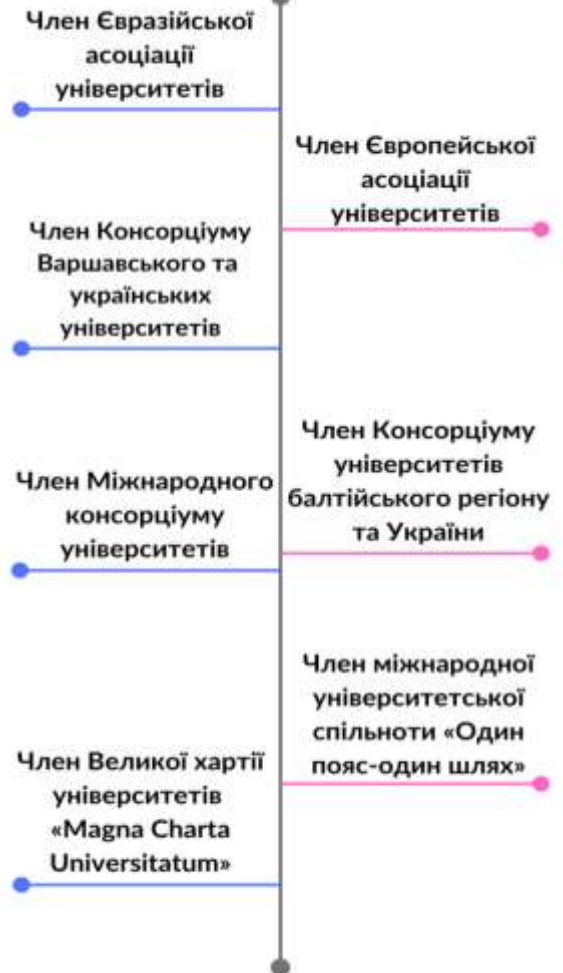 Член Євразійської
асоціації
університетів
Член Європейської
асоціації
університетів
Член Консорціуму
Варшавського та
українських
університетів
Член Консорціуму
університетів
балтійського регіону
та України
Член Міжнародного
консорціуму
університетів
Член міжнародної
університетської
спільноти «Один
пояс-один шлях»
Член Великої хартії
університетів
«Magna Charta
Universitatum»